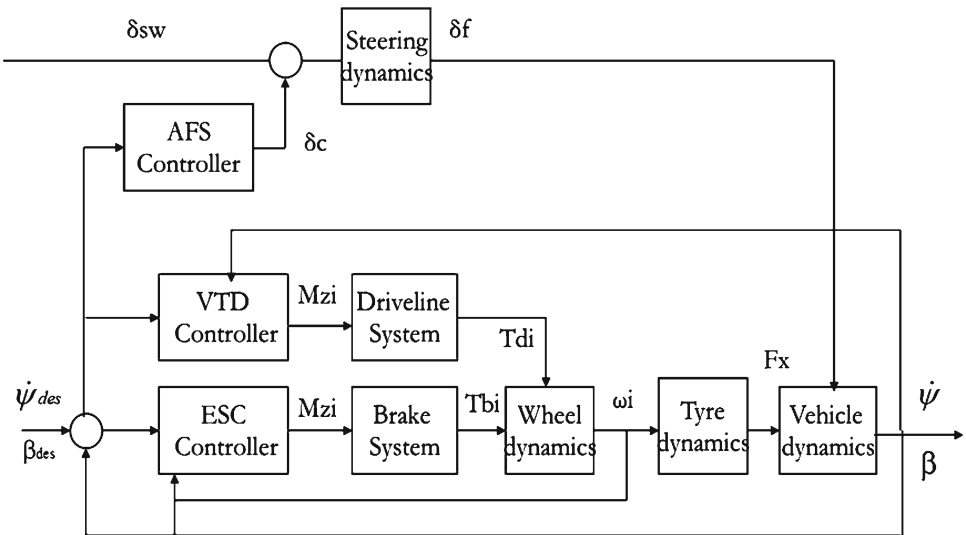 δsw
Steering
dynamics
δf
AFS
Controller
δc
VTD
Controller
Mzi
Driveline
System
Tdi
ψ̇des
βdes
ESC
Controller
Mzi
Brake
System
Tbi
Wheel
dynamics
ωi
Tyre
dynamics
Fx
Vehicle
dynamics
ψ̇
β